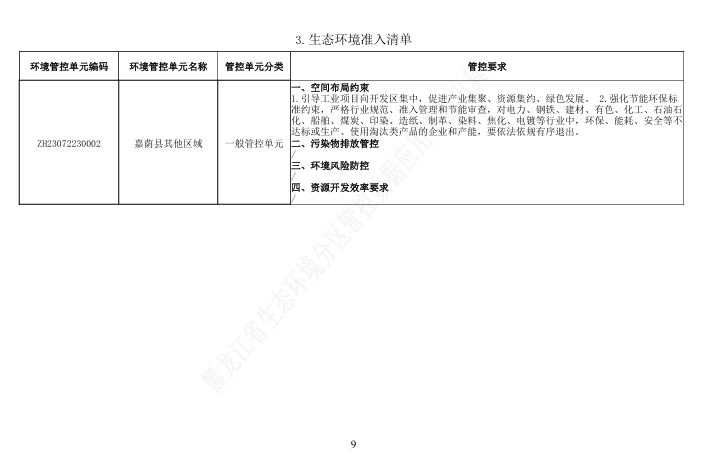 3. 生态环境准入清单
环境管控单元编码 环境管控单元名称 管控单元分类 管控要求
ZH23072230002 嘉荫县其他区域 一般管控单元
一、空间布局约束
1.引导工业项目向开发区集中，促进产业集聚、资源集约、绿色发展。 2.强化节能环保标
准约束，严格行业规范、准入管理和节能审查，对电力、钢铁、建材、有色、化工、石油石
化、船舶、煤炭、印染、造纸、制革、染料、焦化、电镀等行业中，环保、能耗、安全等不
达标或生产、使用淘汰类产品的企业和产能，要依法依规有序退出。
二、污染物排放管控
/
三、环境风险防控
/
四、资源开发效率要求
/
黑龙江省生态环境分区管控数据应用
9